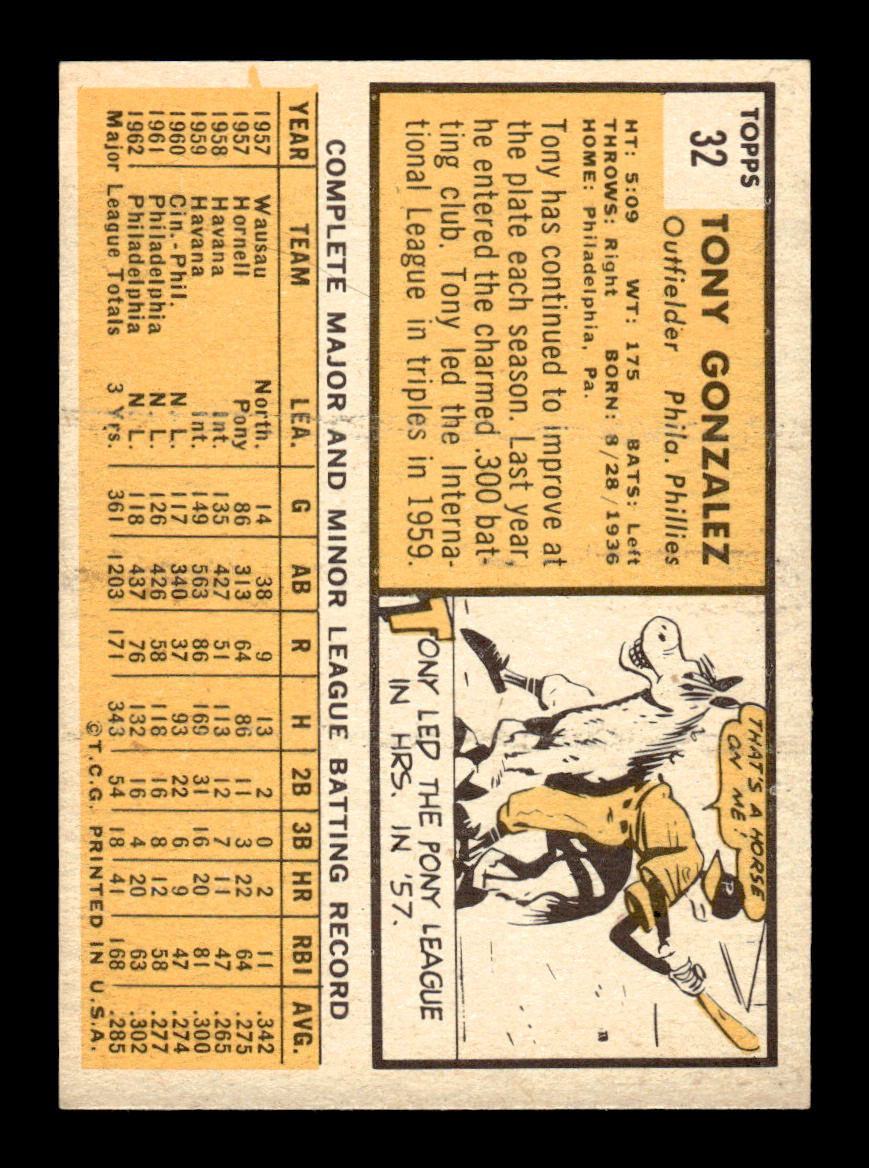 TOPPS
32
TONY GONZALEZ
Outfielder Phila. Phillies
HT: 5:09 WT: 175 BATS: Left
THROWS: Right BORN: 8/28/1936
HOME: Philadelphia, Pa.
Tony has continued to improve at
the plate each season. Last year,
he entered the charmed .300 bat-
ting club. Tony led the Interna-
tional League in triples in 1959.
THAT'S A HORSE
ON ME!
P
TONY LED THE PONY LEAGUE
IN HRS. IN '57.
COMPLETE MAJOR AND MINOR LEAGUE BATTING RECORD
YEAR TEAM LEA. G AB R H 2B 3B HR RBI AVG.
1957 Wausau North. 14 38 9 13 2 0 2 11 .342
1957 Hornell Pony 86 313 64 86 11 3 22 64 .275
1958 Havana Int. 135 427 51 113 12 7 11 47 .265
1959 Havana Int. 149 563 86 169 31 16 20 81 .300
1960 Cin.-Phil. N.L. 117 340 37 93 22 6 9 47 .274
1961 Philadelphia N.L. 126 426 58 118 16 8 12 58 .277
1962 Philadelphia N.L. 118 437 76 132 16 4 20 63 .302
Major League Totals 3 Yrs. 361 1203 171 343 54 18 41 168 .285
©T.C.G. PRINTED IN U.S.A.